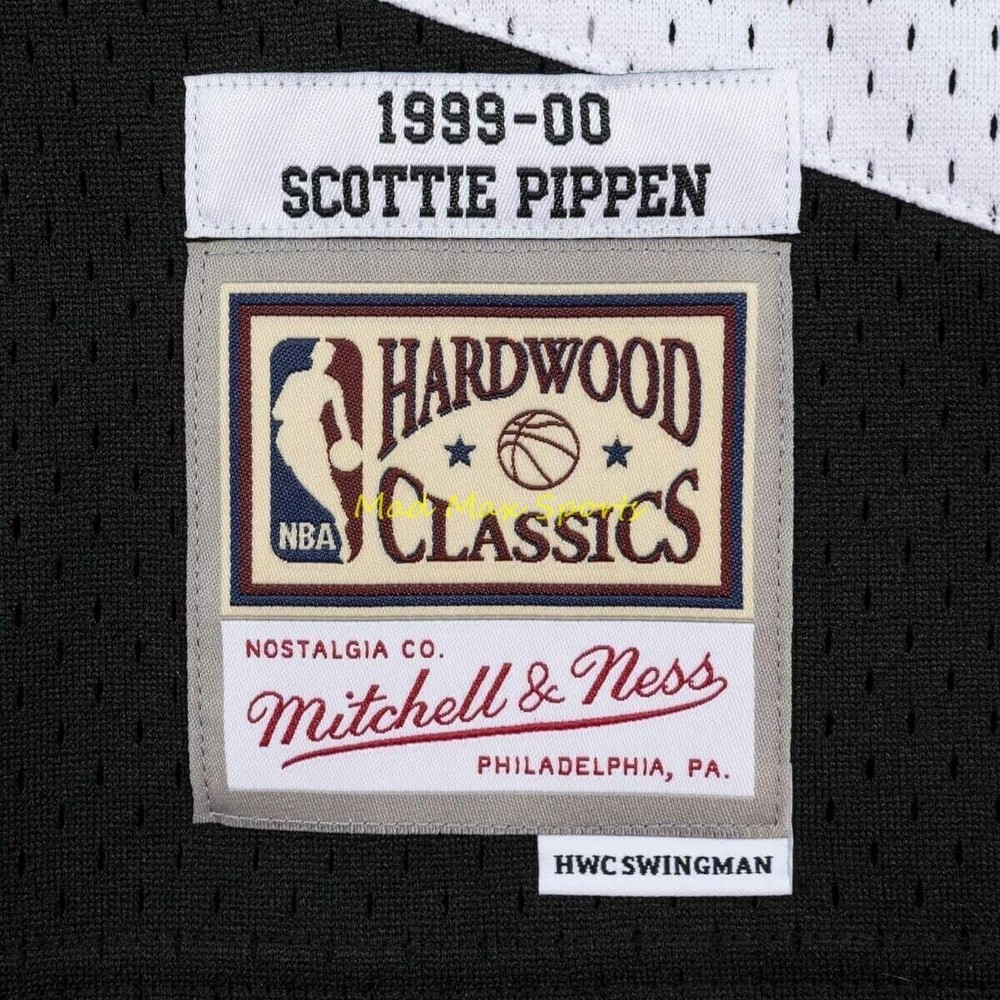 1999-00
SCOTTIE PIPPEN
HARDWOOD
CLASSICS
NBA
Mad Max Sports
NOSTALGIA CO.
Mitchell & Ness
PHILADELPHIA, PA.
HWC SWINGMAN